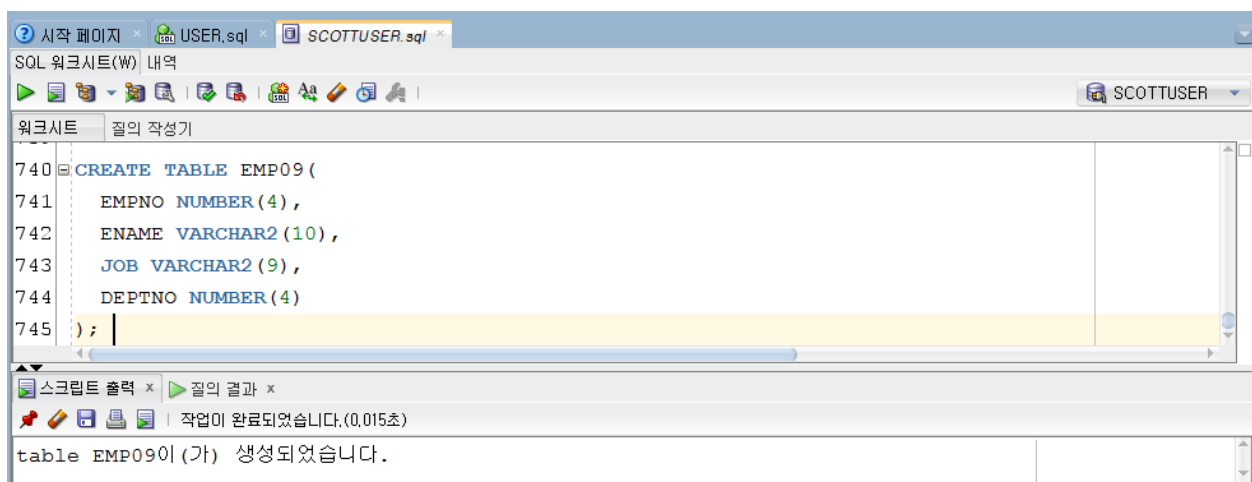 시작 페이지 USER.sql SCOTTUSER.sql
SQL 워크시트(W) 내역
SCOTTUSER
워크시트 질의 작성기
740 CREATE TABLE EMP09(
741 EMPNO NUMBER(4),
742 ENAME VARCHAR2(10),
743 JOB VARCHAR2(9),
744 DEPTNO NUMBER(4)
745 );
스크립트 출력 x 질의 결과 x
작업이 완료되었습니다.(0,015초)
table EMP09이(가) 생성되었습니다.